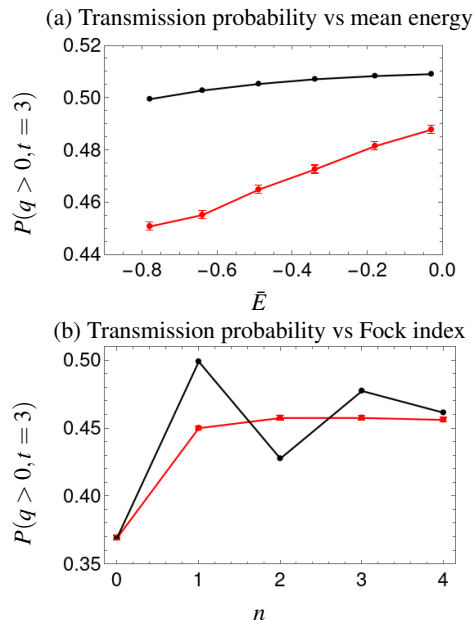 (a) Transmission probability vs mean energy
P(q > 0, t = 3)
0.52
0.50
0.48
0.46
0.44
−0.8 −0.6 −0.4 −0.2 0.0
Ē
(b) Transmission probability vs Fock index
P(q > 0, t = 3)
0.50
0.45
0.40
0.35
0 1 2 3 4
n